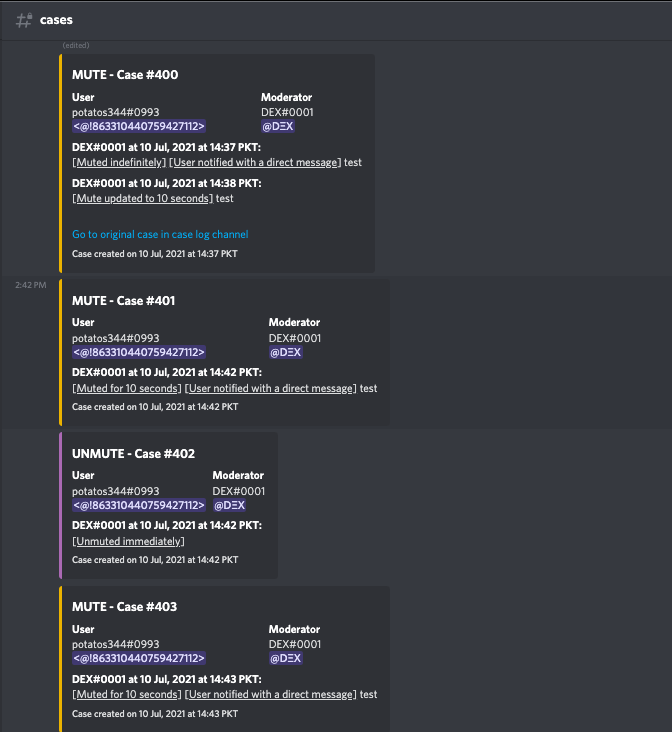 cases
(edited)
MUTE - Case #400
User Moderator
potatos344#0993 DEX#0001
<@!863310440759427112> @DΞX
DEX#0001 at 10 Jul, 2021 at 14:37 PKT:
[Muted indefinitely] [User notified with a direct message] test
DEX#0001 at 10 Jul, 2021 at 14:38 PKT:
[Mute updated to 10 seconds] test
Go to original case in case log channel
Case created on 10 Jul, 2021 at 14:37 PKT
2:42 PM
MUTE - Case #401
User Moderator
potatos344#0993 DEX#0001
<@!863310440759427112> @DΞX
DEX#0001 at 10 Jul, 2021 at 14:42 PKT:
[Muted for 10 seconds] [User notified with a direct message] test
Case created on 10 Jul, 2021 at 14:42 PKT
UNMUTE - Case #402
User Moderator
potatos344#0993 DEX#0001
<@!863310440759427112> @DΞX
DEX#0001 at 10 Jul, 2021 at 14:42 PKT:
[Unmuted immediately]
Case created on 10 Jul, 2021 at 14:42 PKT
MUTE - Case #403
User Moderator
potatos344#0993 DEX#0001
<@!863310440759427112> @DΞX
DEX#0001 at 10 Jul, 2021 at 14:43 PKT:
[Muted for 10 seconds] [User notified with a direct message] test
Case created on 10 Jul, 2021 at 14:43 PKT